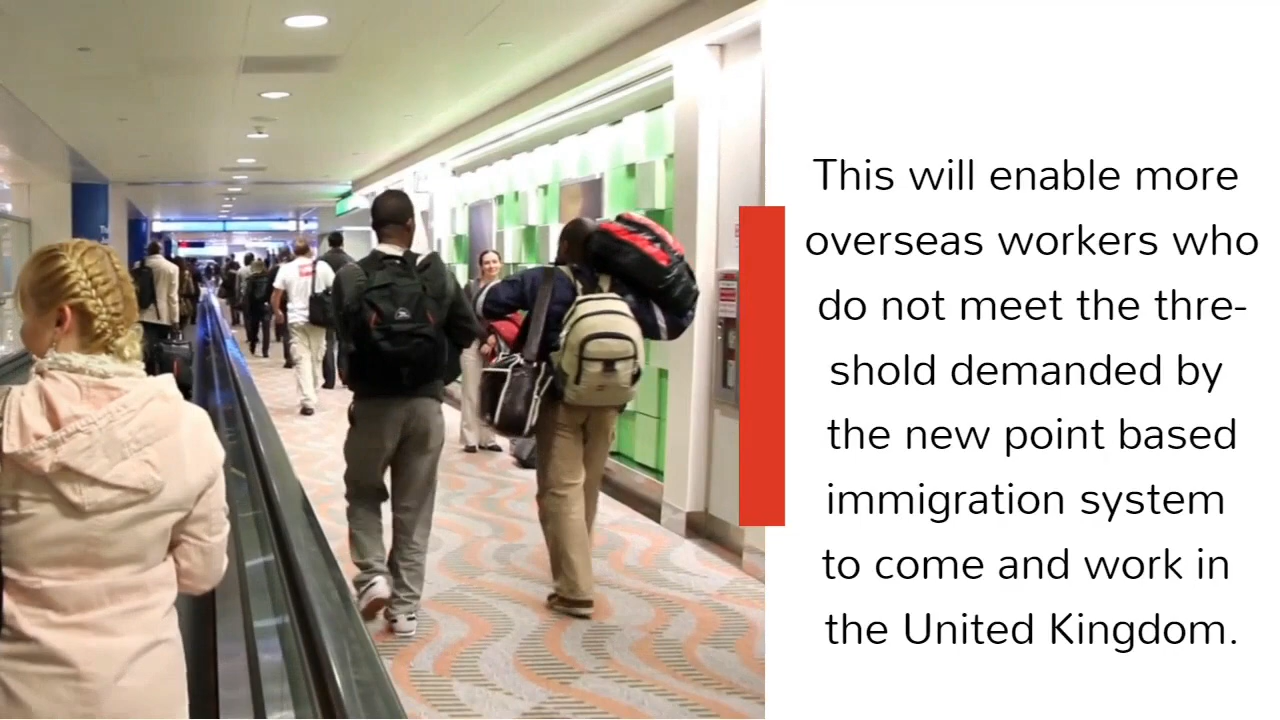 This will enable more
overseas workers who
do not meet the thre-
shold demanded by
the new point based
immigration system
to come and work in
the United Kingdom.